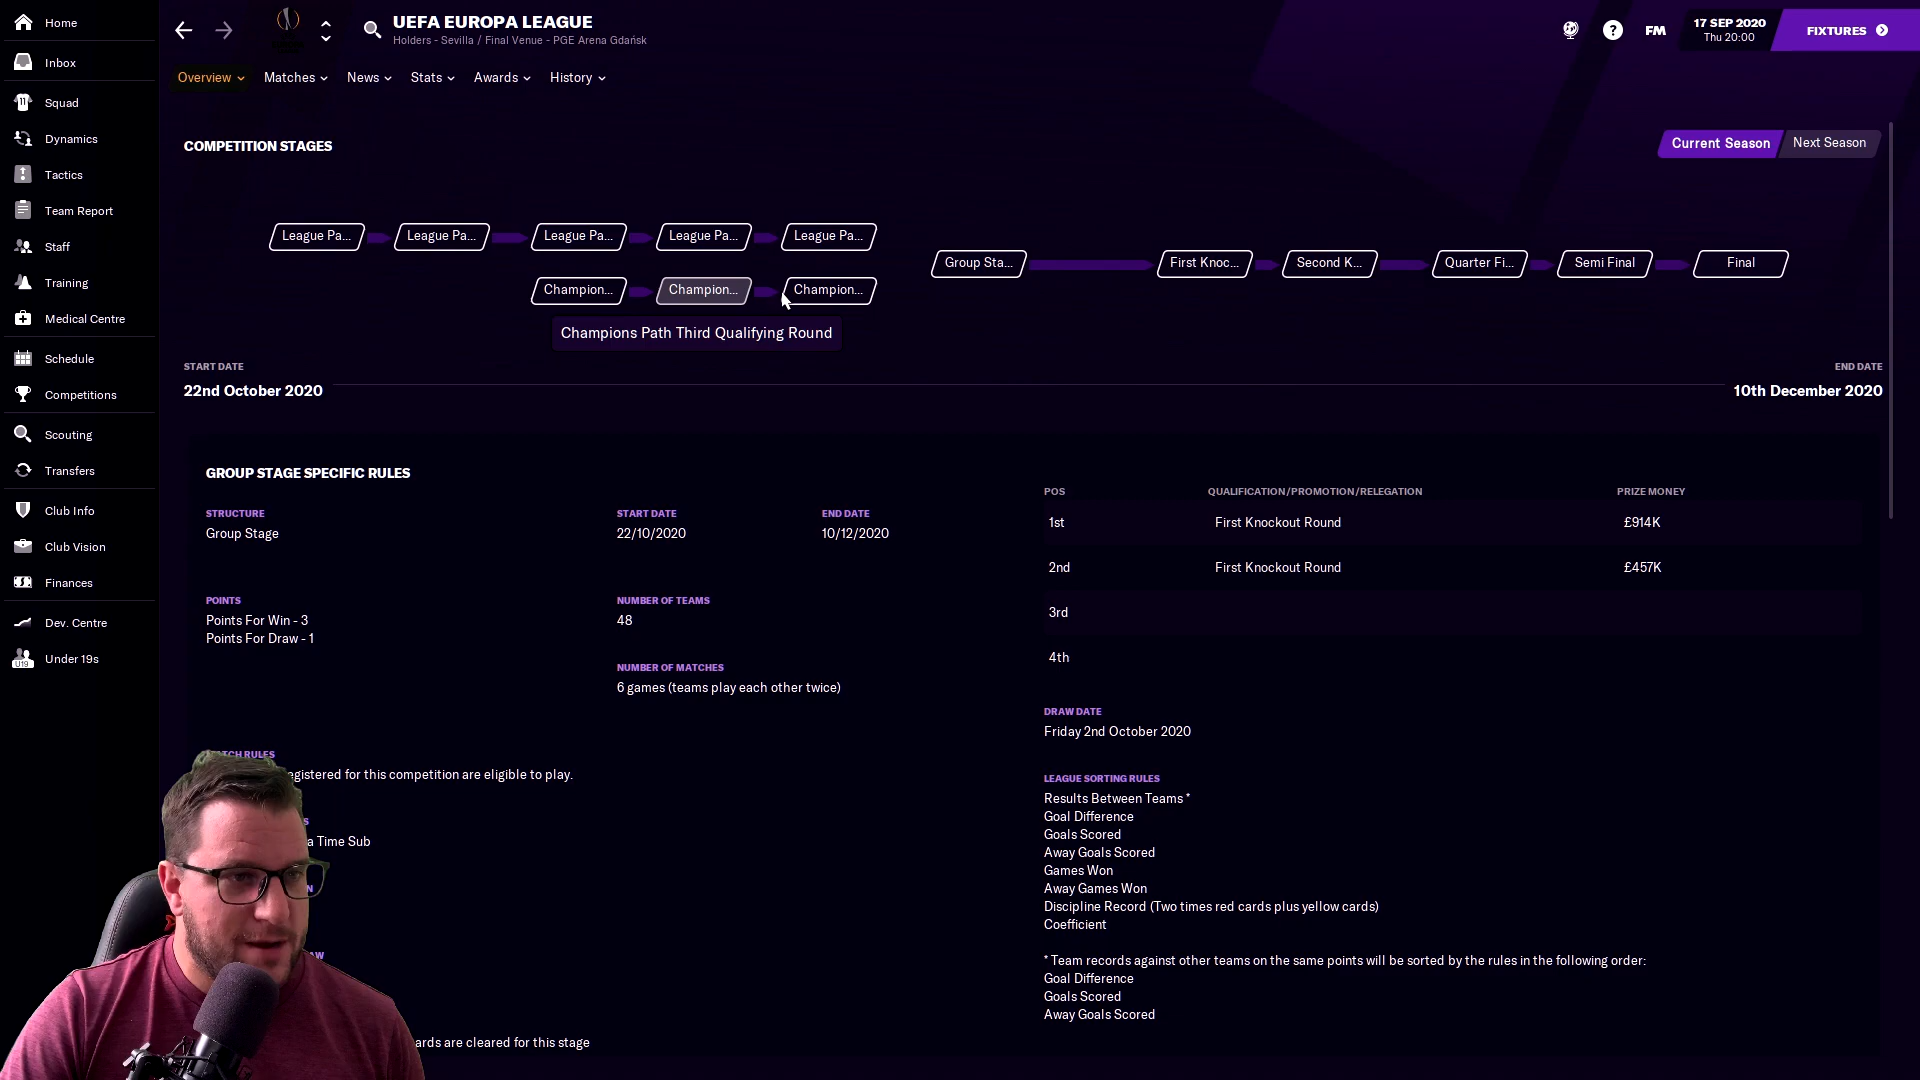 Home
Inbox
Squad
Dynamics
Tactics
Team Report
Staff
Training
Medical Centre
Schedule
Competitions
Scouting
Transfers
Club Info
Club Vision
Finances
Dev. Centre
Under 19s
UEFA EUROPA LEAGUE
Holders - Sevilla / Final Venue - PGE Arena Gdańsk
FM
17 SEP 2020
Thu 20:00
FIXTURES
Overview
Matches
News
Stats
Awards
History
COMPETITION STAGES
Current Season
Next Season
League Pa...
League Pa...
League Pa...
League Pa...
League Pa...
Group Sta...
First Knoc...
Second K...
Quarter Fi...
Semi Final
Final
Champion...
Champion...
Champion...
Champions Path Third Qualifying Round
START DATE
22nd October 2020
END DATE
10th December 2020
GROUP STAGE SPECIFIC RULES
STRUCTURE
Group Stage
START DATE
22/10/2020
END DATE
10/12/2020
POINTS
Points For Win - 3
Points For Draw - 1
NUMBER OF TEAMS
48
NUMBER OF MATCHES
6 games (teams play each other twice)
RULES
for this competition are eligible to play.
Time Sub
cards are cleared for this stage
POS QUALIFICATION/PROMOTION/RELEGATION PRIZE MONEY
1st First Knockout Round £914K
2nd First Knockout Round £457K
3rd
4th
DRAW DATE
Friday 2nd October 2020
LEAGUE SORTING RULES
Results Between Teams *
Goal Difference
Goals Scored
Away Goals Scored
Games Won
Away Games Won
Discipline Record (Two times red cards plus yellow cards)
Coefficient
* Team records against other teams on the same points will be sorted by the rules in the following order:
Goal Difference
Goals Scored
Away Goals Scored